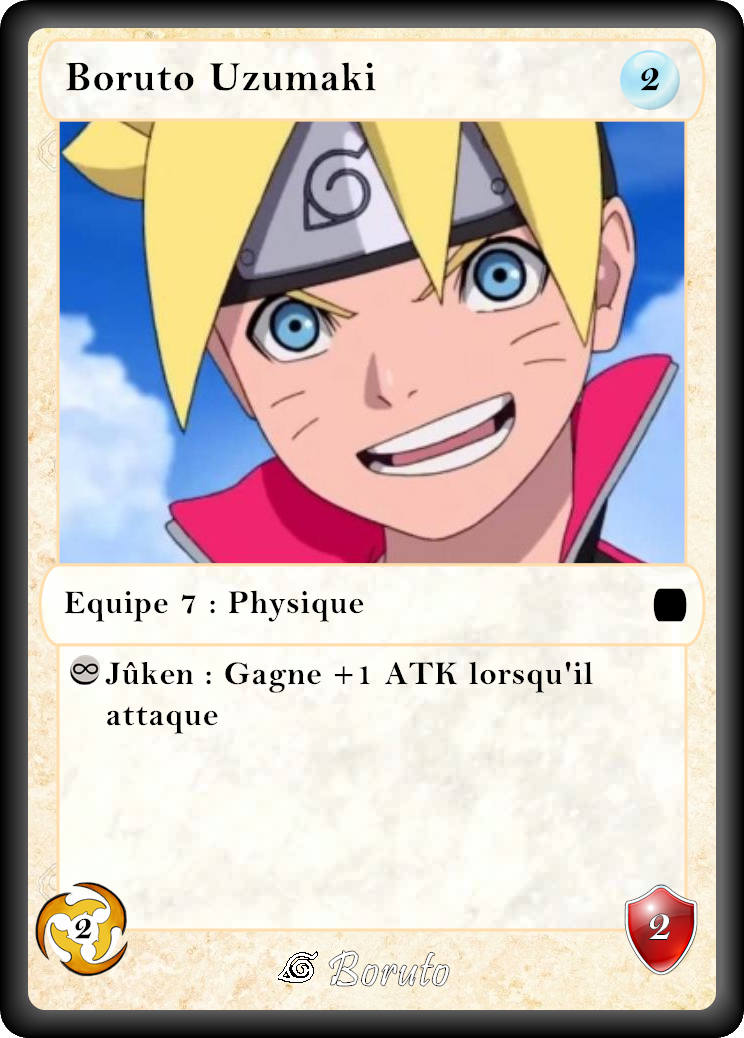 Boruto Uzumaki
2
Equipe 7 : Physique
Jûken : Gagne +1 ATK lorsqu'il
attaque
2
2
Boruto